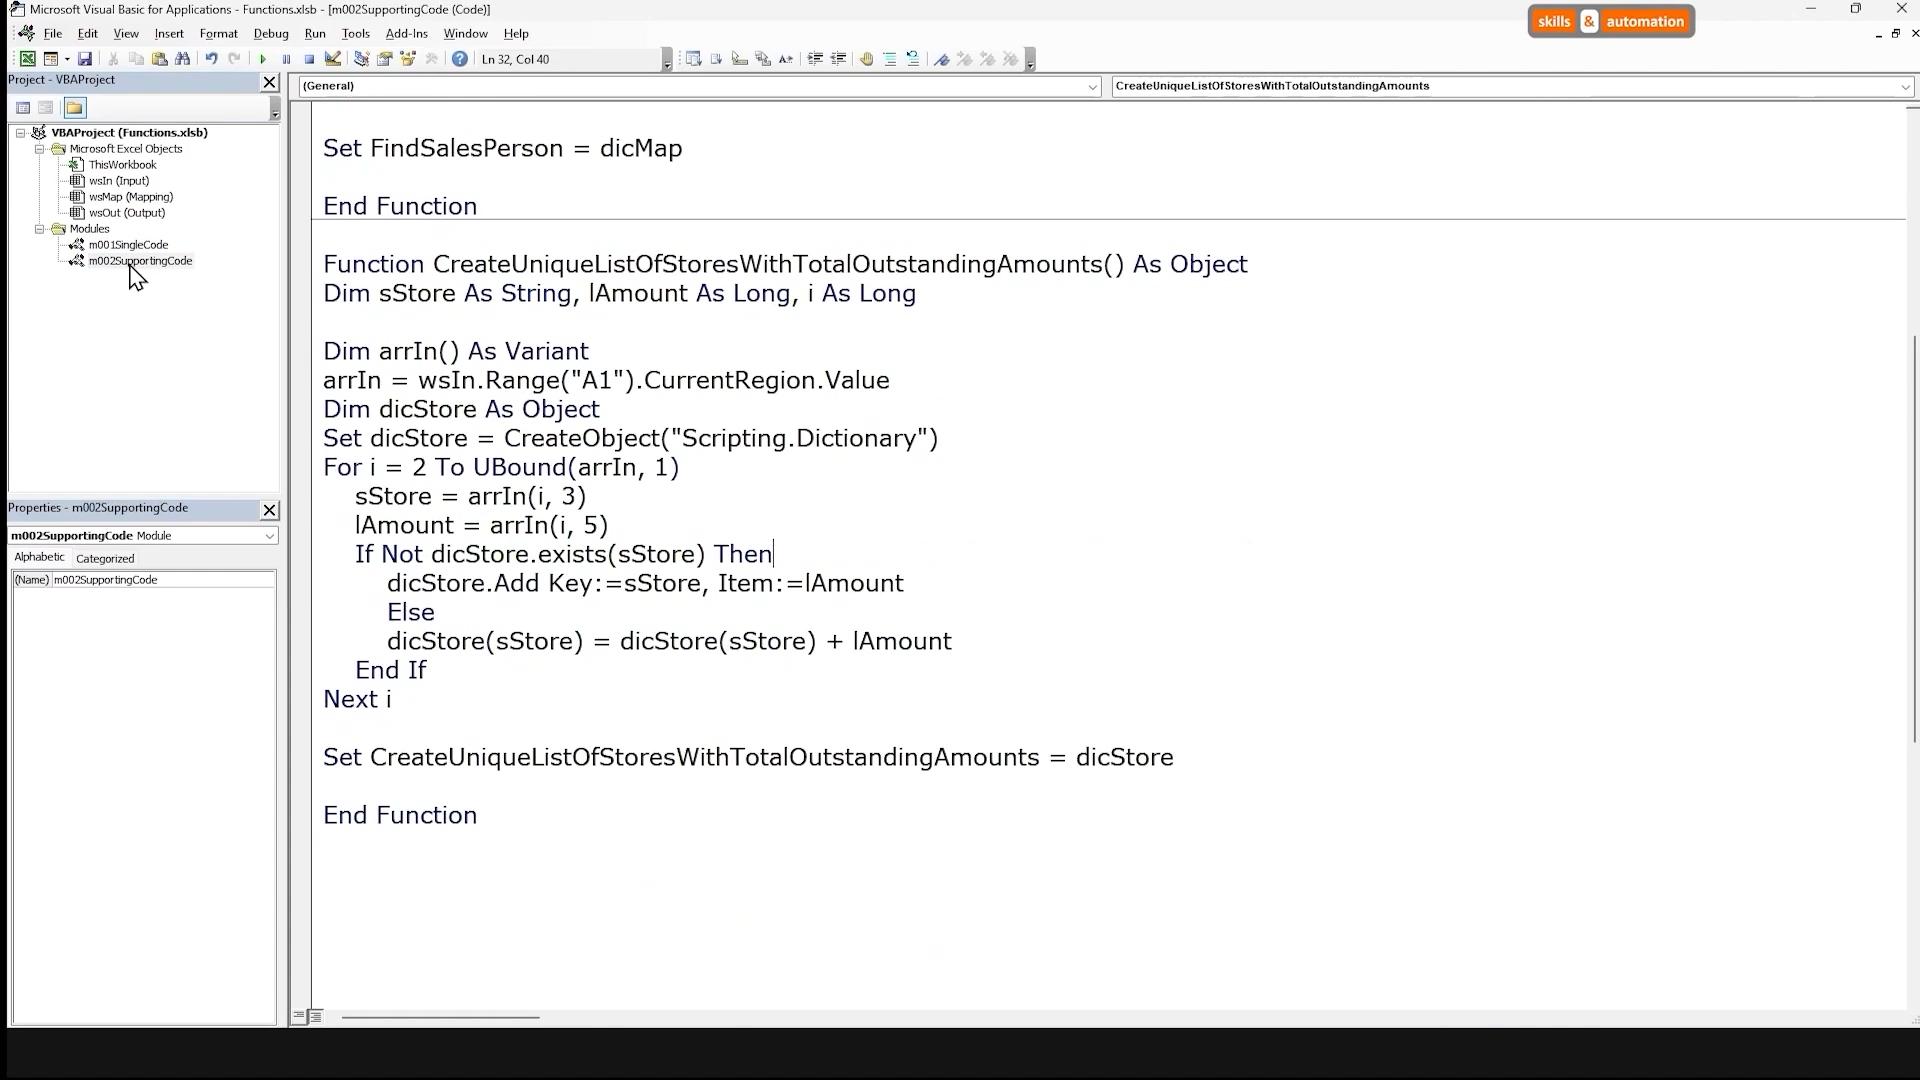 Microsoft Visual Basic for Applications - Functions.xlsb - [m002SupportingCode (Code)]
skills & automation
File Edit View Insert Format Debug Run Tools Add-Ins Window Help
Ln 32, Col 40
Project - VBAProject
(General)
CreateUniqueListOfStoresWithTotalOutstandingAmounts
VBAProject (Functions.xlsb)
Microsoft Excel Objects
ThisWorkbook
wsIn (Input)
wsMap (Mapping)
wsOut (Output)
Modules
m001SingleCode
m002SupportingCode
Properties - m002SupportingCode
m002SupportingCode Module
Alphabetic Categorized
(Name) m002SupportingCode
Set FindSalesPerson = dicMap
End Function
Function CreateUniqueListOfStoresWithTotalOutstandingAmounts() As Object
Dim sStore As String, lAmount As Long, i As Long
Dim arrIn() As Variant
arrIn = wsIn.Range("A1").CurrentRegion.Value
Dim dicStore As Object
Set dicStore = CreateObject("Scripting.Dictionary")
For i = 2 To UBound(arrIn, 1)
sStore = arrIn(i, 3)
lAmount = arrIn(i, 5)
If Not dicStore.exists(sStore) Then
dicStore.Add Key:=sStore, Item:=lAmount
Else
dicStore(sStore) = dicStore(sStore) + lAmount
End If
Next i
Set CreateUniqueListOfStoresWithTotalOutstandingAmounts = dicStore
End Function